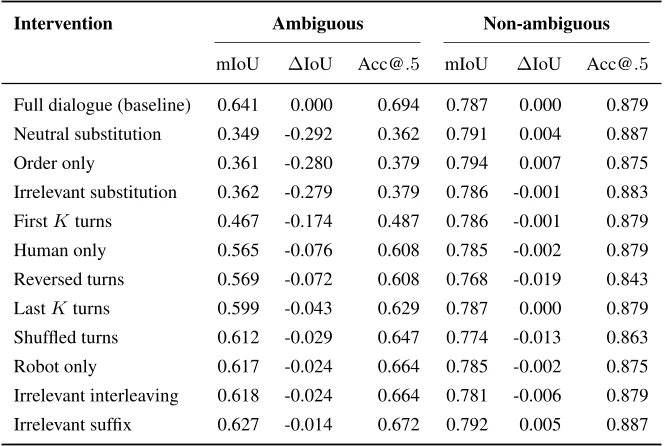 Intervention Ambiguous Non-ambiguous
mIoU ΔIoU Acc@.5 mIoU ΔIoU Acc@.5
Full dialogue (baseline) 0.641 0.000 0.694 0.787 0.000 0.879
Neutral substitution 0.349 -0.292 0.362 0.791 0.004 0.887
Order only 0.361 -0.280 0.379 0.794 0.007 0.875
Irrelevant substitution 0.362 -0.279 0.379 0.786 -0.001 0.883
First K turns 0.467 -0.174 0.487 0.786 -0.001 0.879
Human only 0.565 -0.076 0.608 0.785 -0.002 0.879
Reversed turns 0.569 -0.072 0.608 0.768 -0.019 0.843
Last K turns 0.599 -0.043 0.629 0.787 0.000 0.879
Shuffled turns 0.612 -0.029 0.647 0.774 -0.013 0.863
Robot only 0.617 -0.024 0.664 0.785 -0.002 0.875
Irrelevant interleaving 0.618 -0.024 0.664 0.781 -0.006 0.879
Irrelevant suffix 0.627 -0.014 0.672 0.792 0.005 0.887